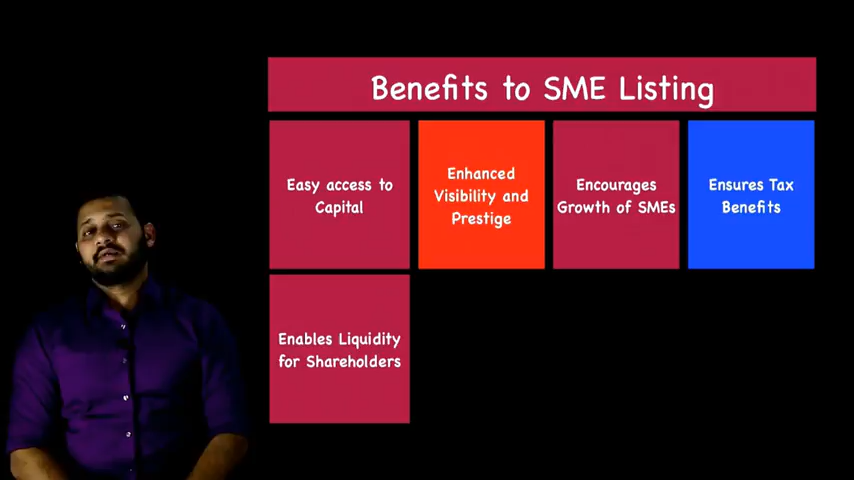 Benefits to SME Listing
Easy access to
Capital
Enhanced
Visibility and
Prestige
Encourages
Growth of SMEs
Ensures Tax
Benefits
Enables Liquidity
for Shareholders